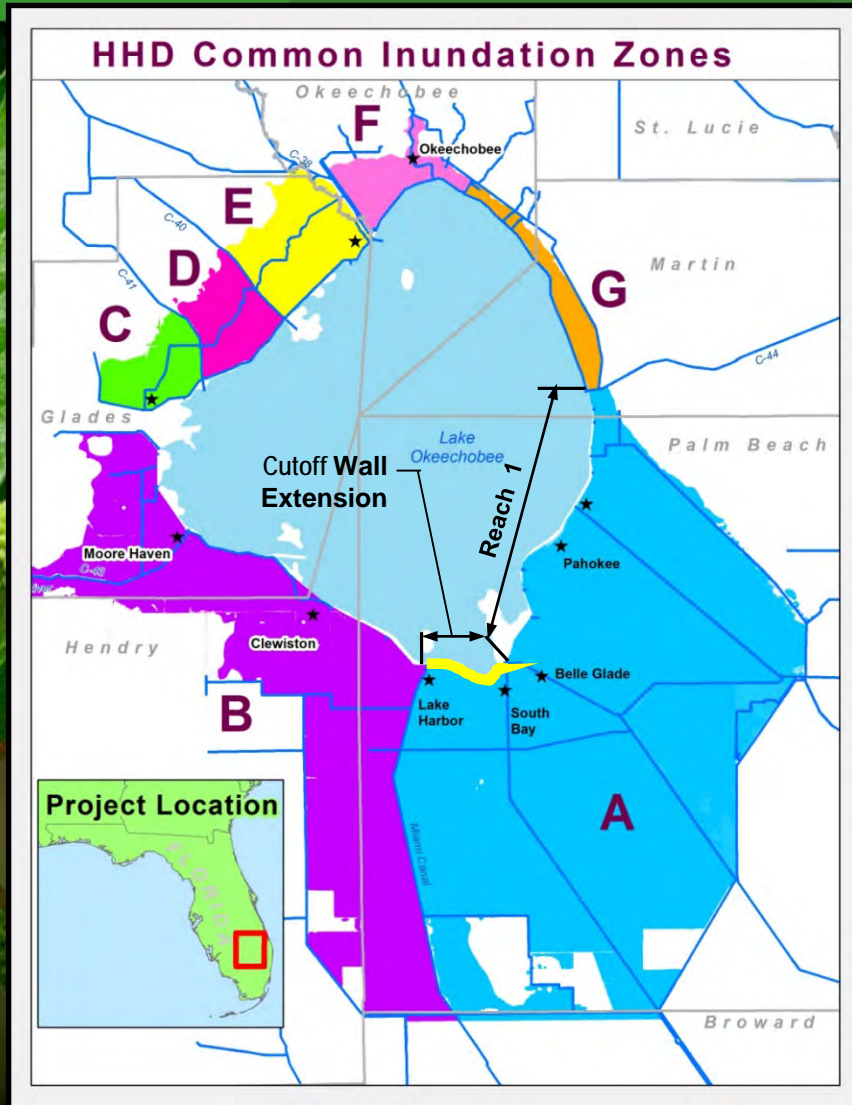 HHD Common Inundation Zones
Okeechobee
F
St. Lucie
Okeechobee
C-38
E
C-40
D
Martin
C-41
G
C
C-44
Glades
Lake
Okeechobee
Palm Beach
Cutoff Wall
Extension
Reach 1
Moore Haven
Pahokee
C-43
River
Clewiston
Hendry
Belle Glade
Lake
Harbor
South
Bay
B
A
Project Location
Miami Canal
FLORIDA
Broward